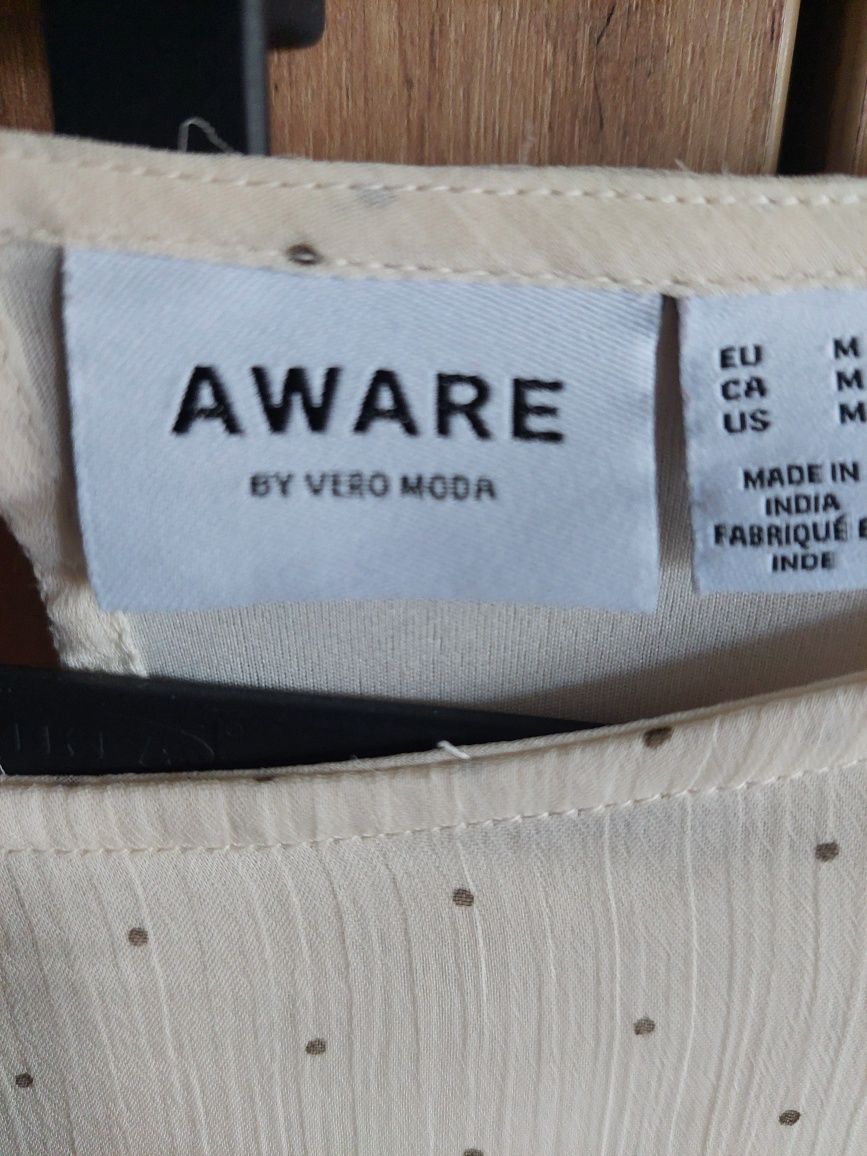 AWARE
BY VERO MODA
EU M
CA M
US M
MADE IN
INDIA
FABRIQUÉ E
INDE